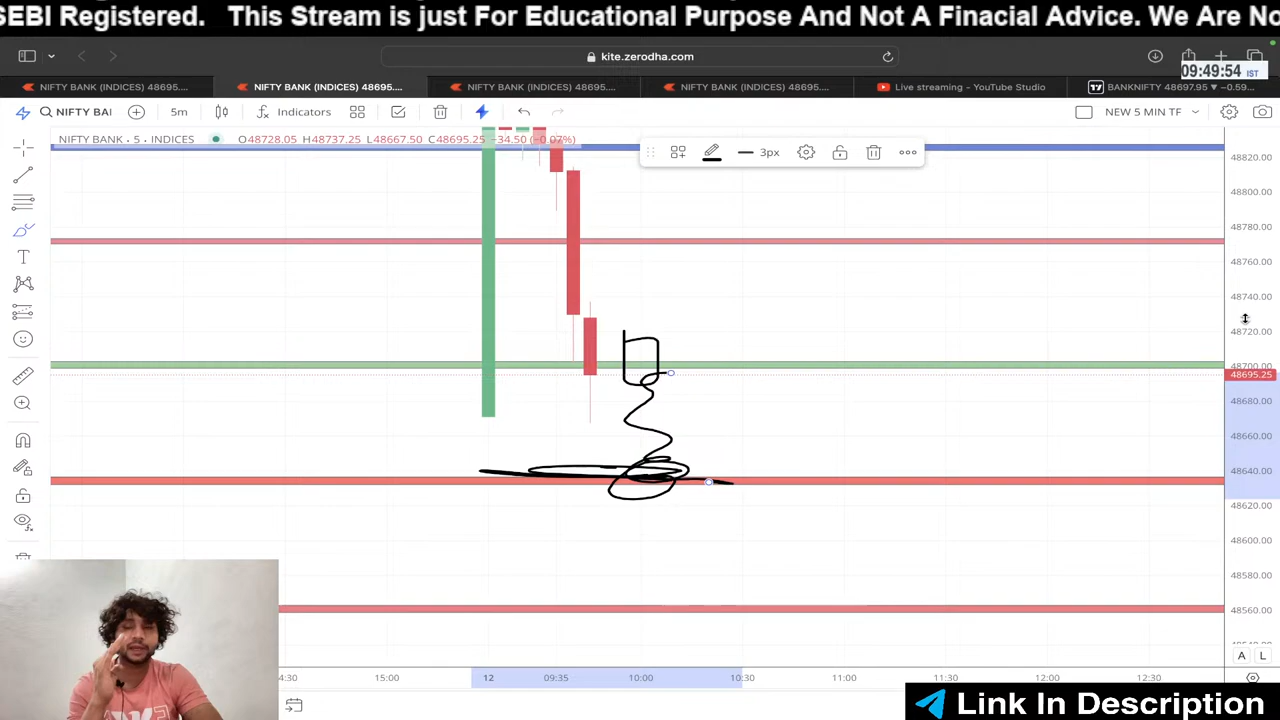 SEBI Registered. This Stream is just For Educational Purpose And Not A Finacial Advice. We Are No
kite.zerodha.com
09:49:54 IST
NIFTY BANK (INDICES) 48695....
NIFTY BANK (INDICES) 48695....
NIFTY BANK (INDICES) 48695....
NIFTY BANK (INDICES) 48695....
Live streaming - YouTube Studio
BANKNIFTY 48697.95 ▼ −0.59...
NIFTY BAI
5m
Indicators
NEW 5 MIN TF
NIFTY BANK · 5 · INDICES
O48728.05 H48737.25 L48667.50 C48695.25 −34.50 (−0.07%)
3px
48820.00
48800.00
48780.00
48760.00
48740.00
48720.00
48700.00
48695.25
48680.00
48660.00
48640.00
48620.00
48600.00
48580.00
48560.00
A L
4:30 15:00 12 09:35 10:00 10:30 11:00 11:30 12:00 12:30
Link In Description